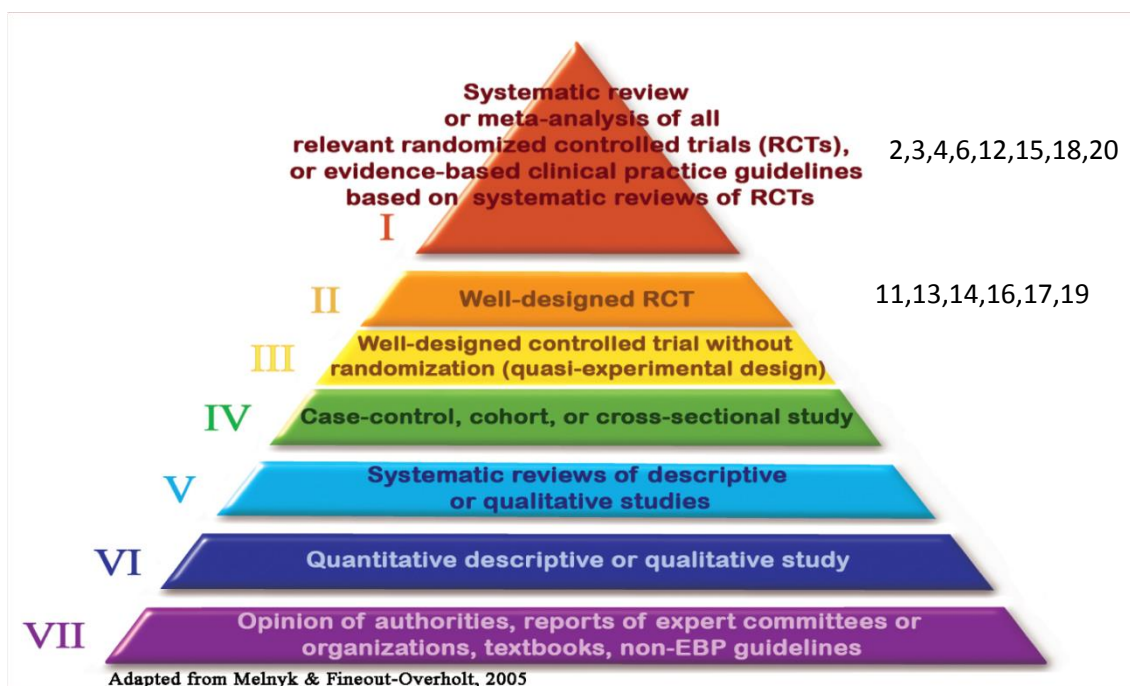 Systematic review
or meta-analysis of all
relevant randomized controlled trials (RCTs),
or evidence-based clinical practice guidelines
based on systematic reviews of RCTs
2,3,4,6,12,15,18,20
I
II
Well-designed RCT
11,13,14,16,17,19
III
Well-designed controlled trial without
randomization (quasi-experimental design)
IV
Case-control, cohort, or cross-sectional study
V
Systematic reviews of descriptive
or qualitative studies
VI
Quantitative descriptive or qualitative study
VII
Opinion of authorities, reports of expert committees or
organizations, textbooks, non-EBP guidelines
Adapted from Melnyk & Fineout-Overholt, 2005